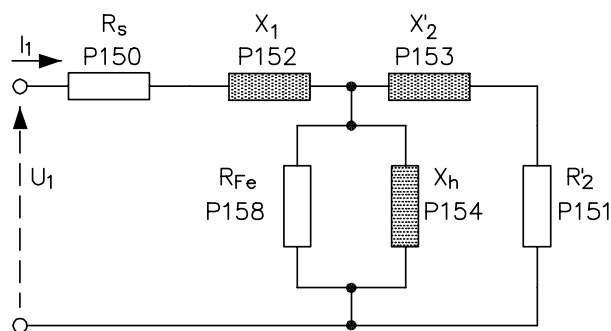 Rs X1 X'2
I1 P150 P152 P153
U1
RFe Xh R'2
P158 P154 P151